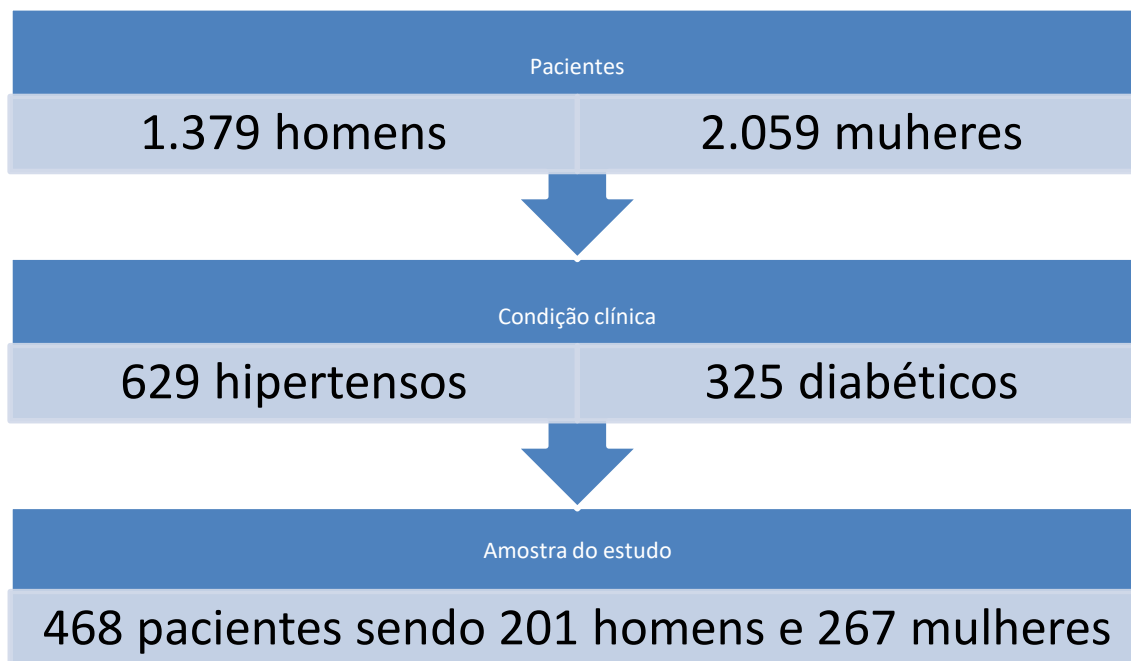 Pacientes
1.379 homens
2.059 muheres
Condição clínica
629 hipertensos
325 diabéticos
Amostra do estudo
468 pacientes sendo 201 homens e 267 mulheres